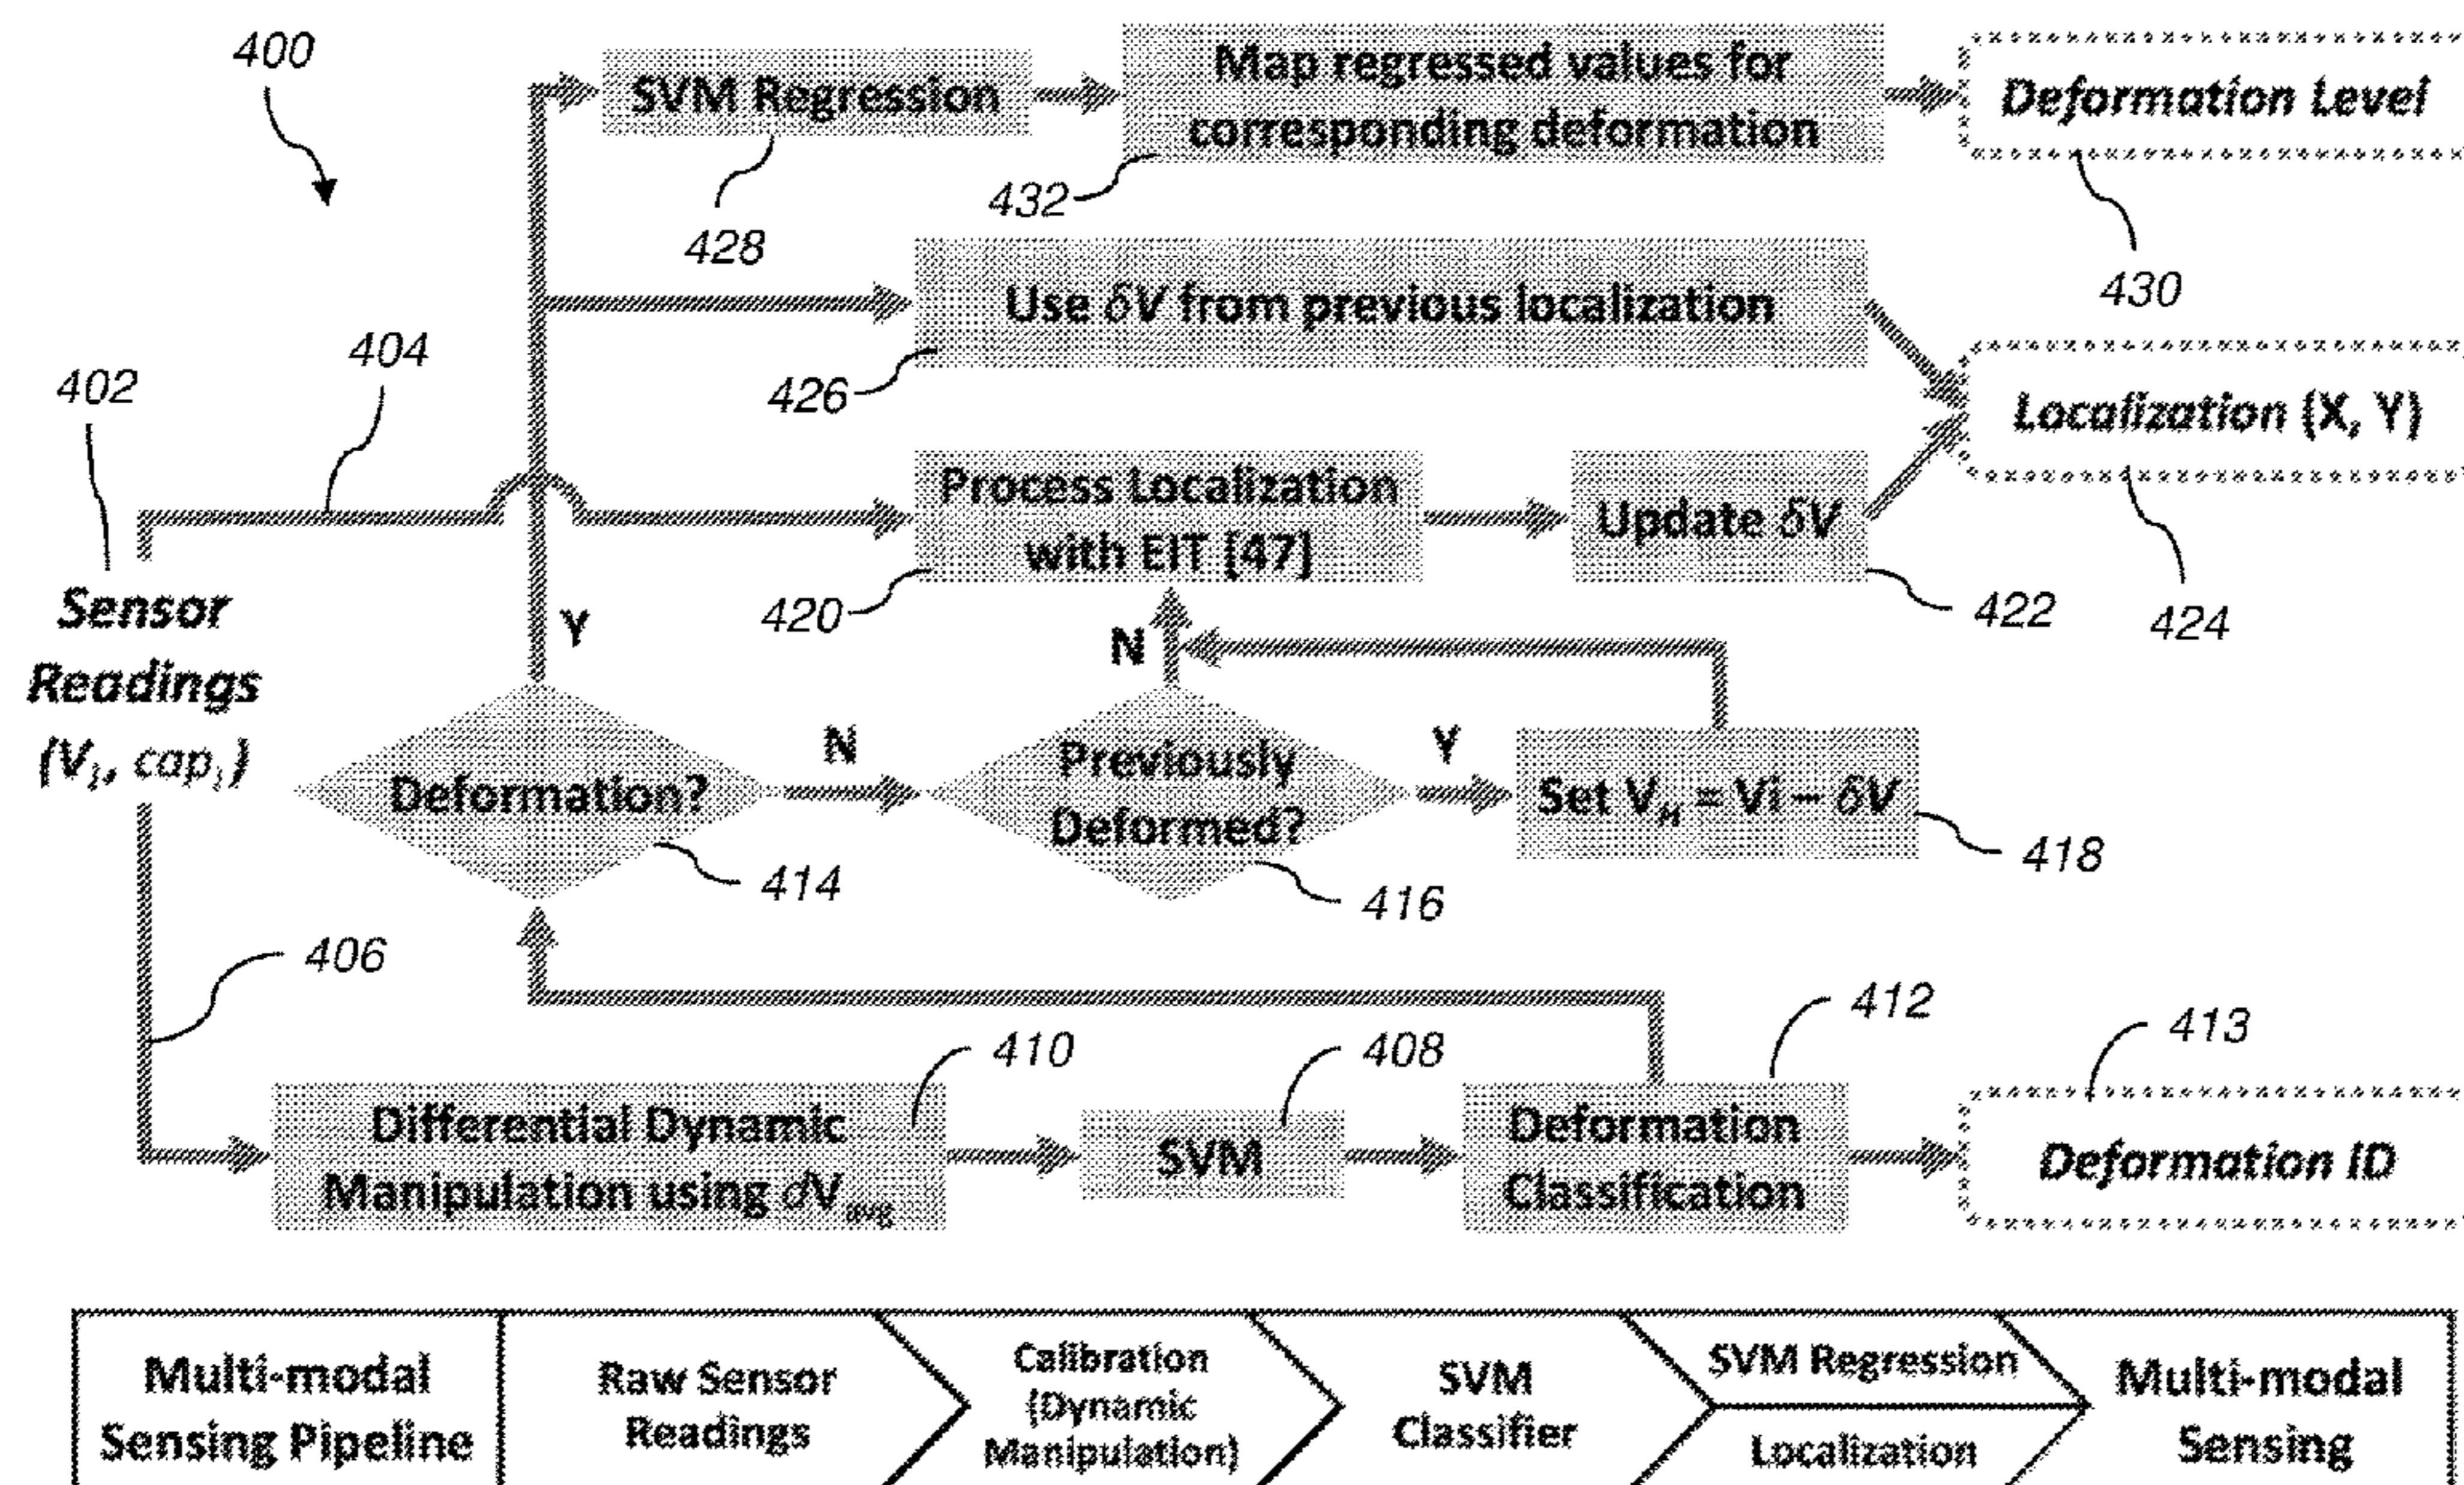 400
SVM Regression
Map regressed values for
corresponding deformation
Deformation Level
432
428
430
Use δV from previous localization
404
402
426
Localization (X, Y)
Process Localization
with EIT [47]
Update δV
420
422
424
Sensor
Readings
(Vi, capi)
Y
N
Deformation?
N
Previously
Deformed?
Y
Set VH = Vi – δV
414
416
418
406
412
413
410
408
Differential Dynamic
Manipulation using dVavg
SVM
Deformation
Classification
Deformation ID
Multi-modal
Sensing Pipeline
Raw Sensor
Readings
Calibration
(Dynamic
Manipulation)
SVM
Classifier
SVM Regression
Localization
Multi-modal
Sensing